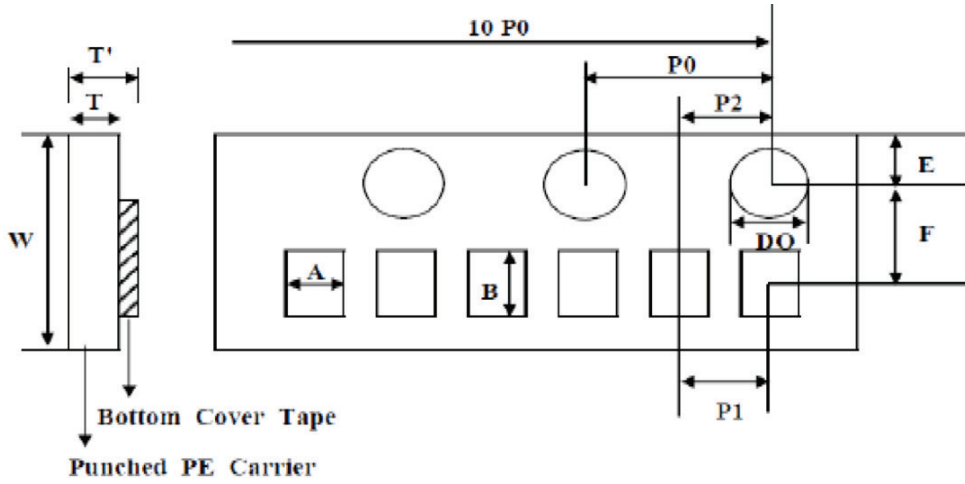 10 P0
T'
P0
T
P2
E
W
F
DO
A
B
P1
Bottom Cover Tape
Punched PE Carrier